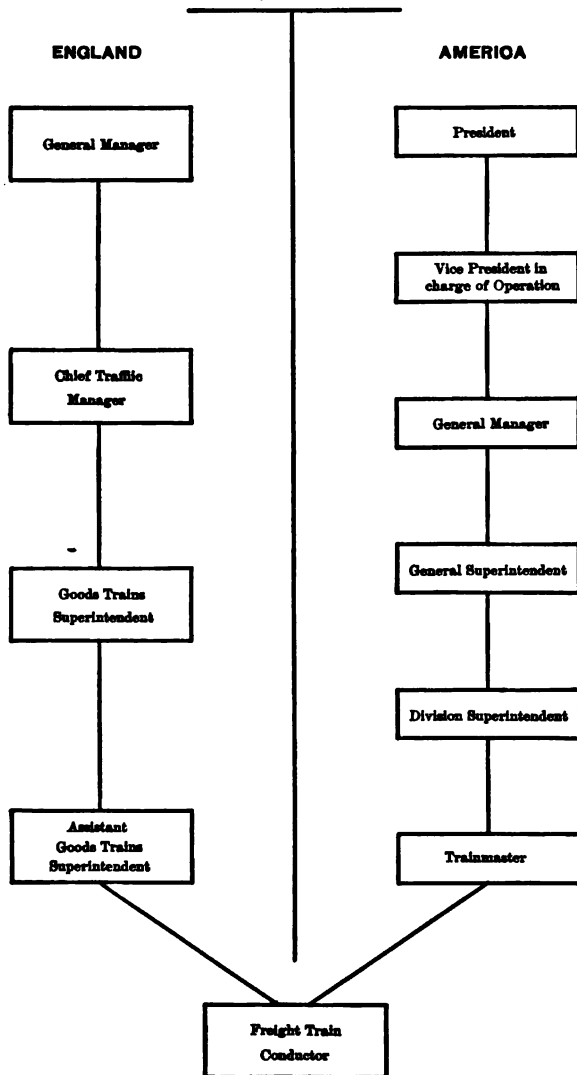 ENGLAND
General Manager
Chief Traffic
Manager
Goods Trains
Superintendent
Assistant
Goods Trains
Superintendent
AMERICA
President
Vice President in
charge of Operation
General Manager
General Superintendent
Division Superintendent
Trainmaster
Freight Train
Conductor